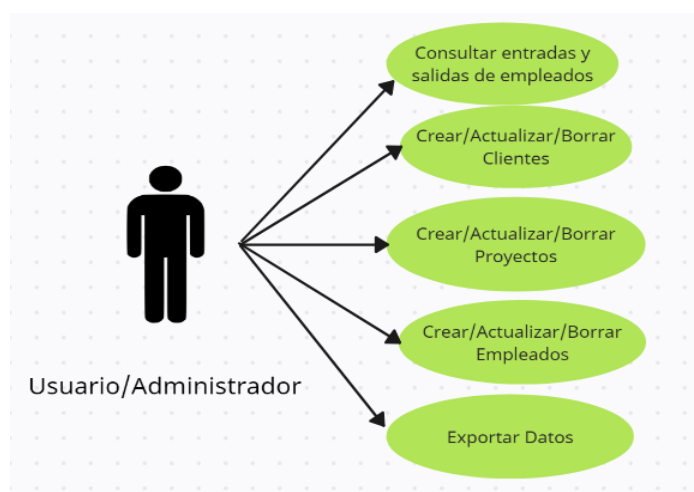 Consultar entradas y
salidas de empleados
Crear/Actualizar/Borrar
Clientes
Crear/Actualizar/Borrar
Proyectos
Crear/Actualizar/Borrar
Empleados
Usuario/Administrador
Exportar Datos